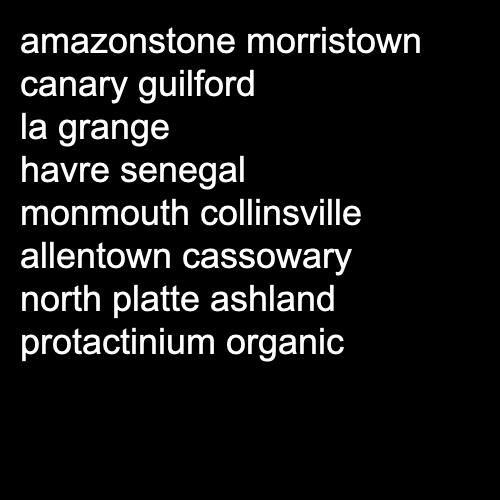 amazonstone morristown
canary guilford
la grange
havre senegal
monmouth collinsville
allentown cassowary
north platte ashland
protactinium organic